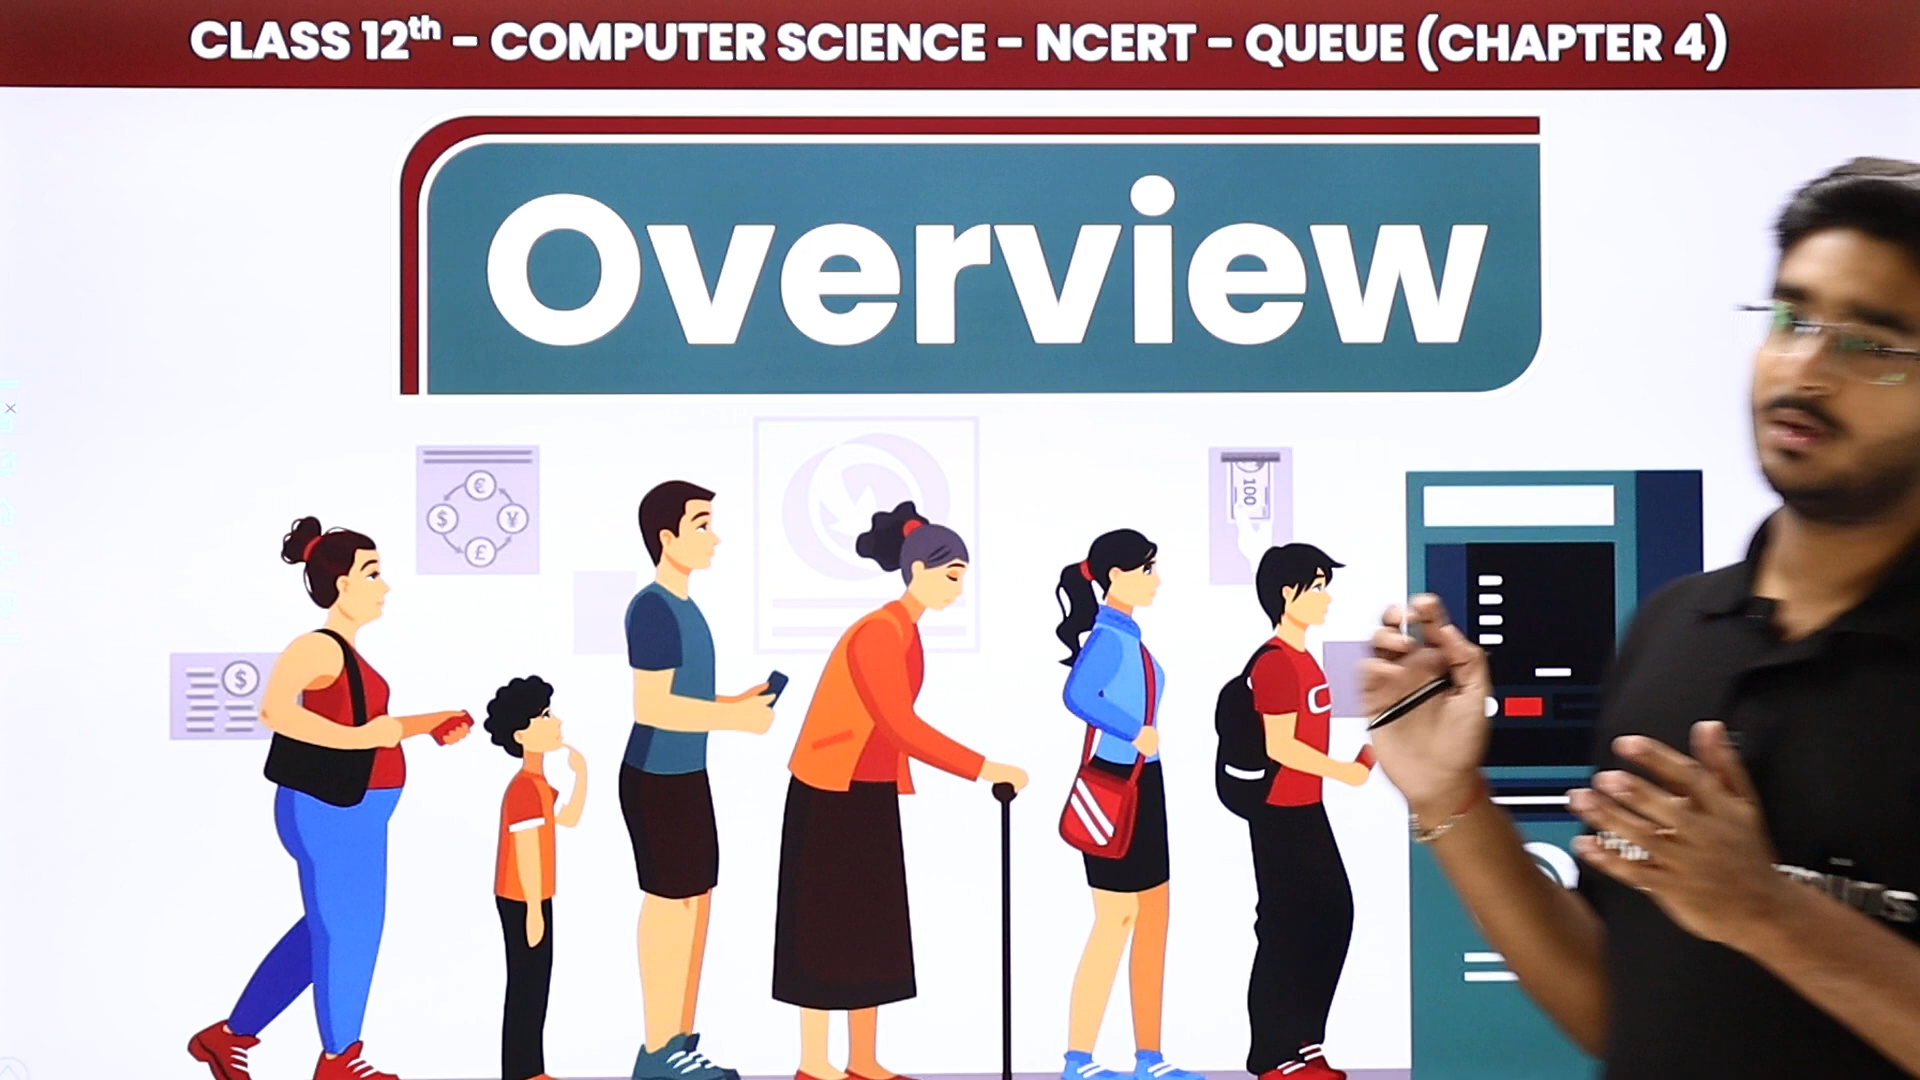 CLASS 12th - COMPUTER SCIENCE - NCERT - QUEUE (CHAPTER 4)
Overview
€
$ ¥
£
100
$